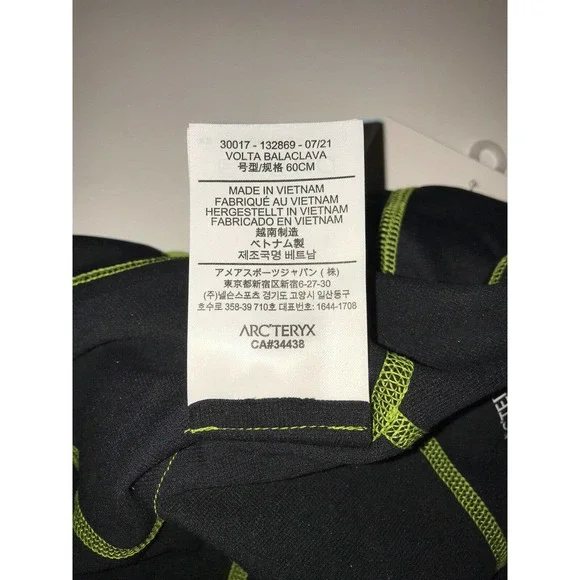 30017 - 132869 - 07/21
VOLTA BALACLAVA
号型/规格 60CM
MADE IN VIETNAM
FABRIQUÉ AU VIETNAM
HERGESTELLT IN VIETNAM
FABRICADO EN VIETNAM
越南制造
ベトナム製
제조국명 베트남
アメアスポーツジャパン (株)
東京都新宿区新宿6-27-30
(주)넬슨스포츠 경기도 고양시 일산동구
호수로 358-39 710호 대표번호: 1644-1708
ARC'TERYX
CA#34438